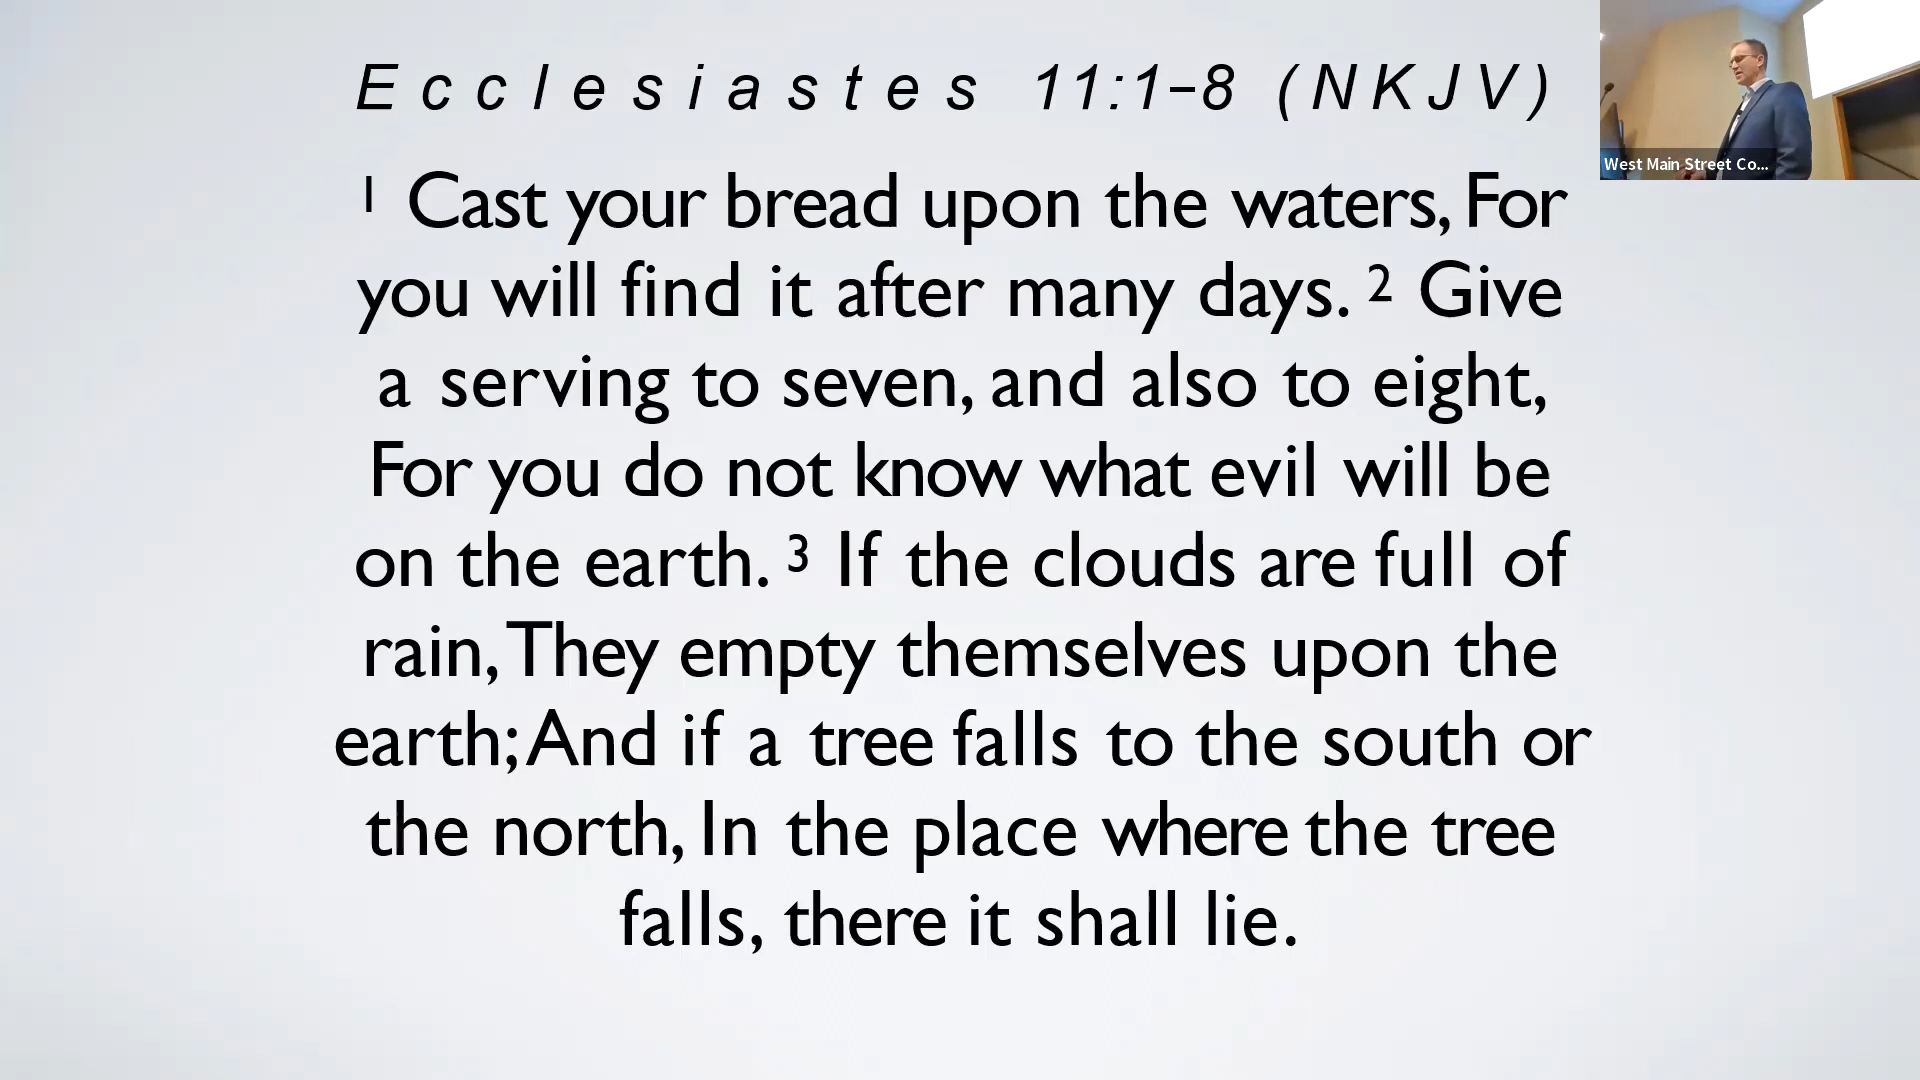 Ecclesiastes 11:1–8 (NKJV)
1 Cast your bread upon the waters, For
you will find it after many days. 2 Give
a serving to seven, and also to eight,
For you do not know what evil will be
on the earth. 3 If the clouds are full of
rain, They empty themselves upon the
earth; And if a tree falls to the south or
the north, In the place where the tree
falls, there it shall lie.
West Main Street Co...